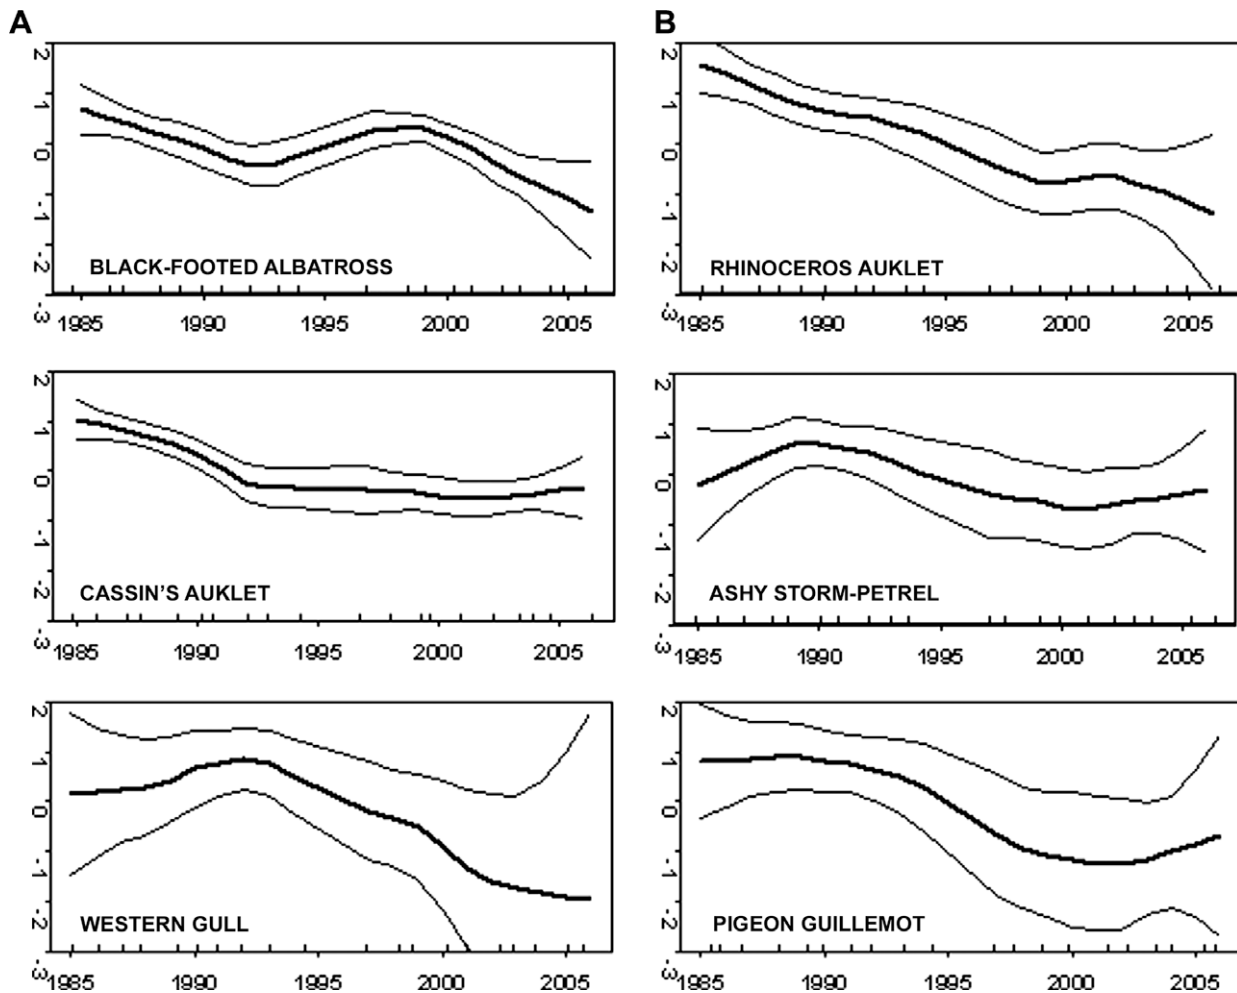 A
B
2
1
0
-1
-2
-3
BLACK-FOOTED ALBATROSS
1985 1990 1995 2000 2005
2
1
0
-1
-2
-3
RHINOCEROS AUKLET
1985 1990 1995 2000 2005
2
1
0
-1
-2
-3
CASSIN'S AUKLET
1985 1990 1995 2000 2005
2
1
0
-1
-2
-3
ASHY STORM-PETREL
1985 1990 1995 2000 2005
2
1
0
-1
-2
-3
WESTERN GULL
1985 1990 1995 2000 2005
2
1
0
-1
-2
-3
PIGEON GUILLEMOT
1985 1990 1995 2000 2005